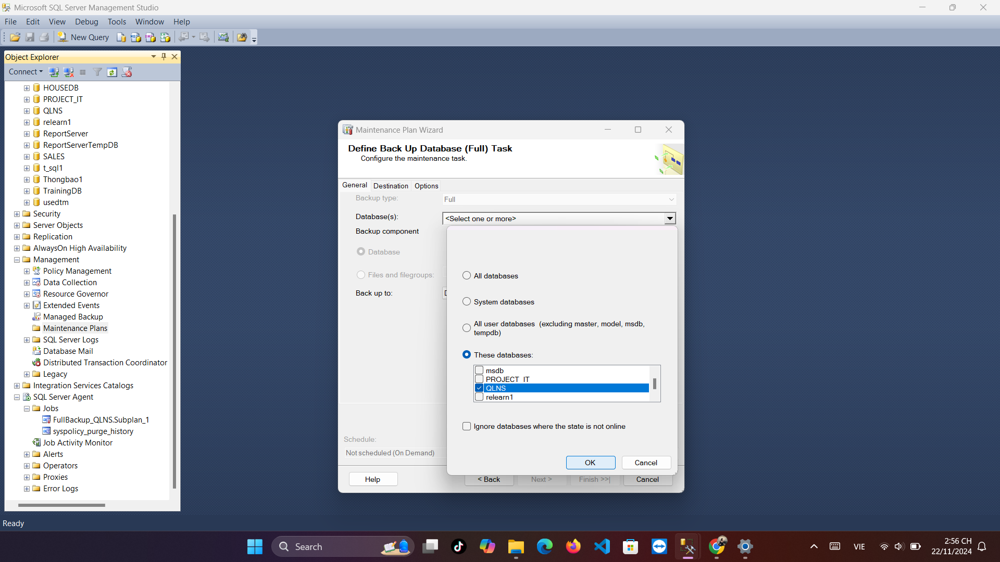 Microsoft SQL Server Management Studio
File Edit View Debug Tools Window Help
New Query
Object Explorer
Connect
HOUSEDB
PROJECT_IT
QLNS
relearn1
ReportServer
ReportServerTempDB
SALES
t_sql1
Thongbao1
TrainingDB
usedtm
Security
Server Objects
Replication
AlwaysOn High Availability
Management
Policy Management
Data Collection
Resource Governor
Extended Events
Managed Backup
Maintenance Plans
SQL Server Logs
Database Mail
Distributed Transaction Coordinator
Legacy
Integration Services Catalogs
SQL Server Agent
Jobs
FullBackup_QLNS.Subplan_1
syspolicy_purge_history
Job Activity Monitor
Alerts
Operators
Proxies
Error Logs
Maintenance Plan Wizard
Define Back Up Database (Full) Task
Configure the maintenance task.
General Destination Options
Backup type: Full
Database(s): <Select one or more>
Backup component
Database
Files and filegroups:
Back up to:
All databases
System databases
All user databases (excluding master, model, msdb,
tempdb)
These databases:
msdb
PROJECT_IT
QLNS
relearn1
Ignore databases where the state is not online
OK Cancel
Schedule:
Not scheduled (On Demand)
Help < Back Next > Finish >>| Cancel
Ready
Search
VIE
2:56 CH
22/11/2024